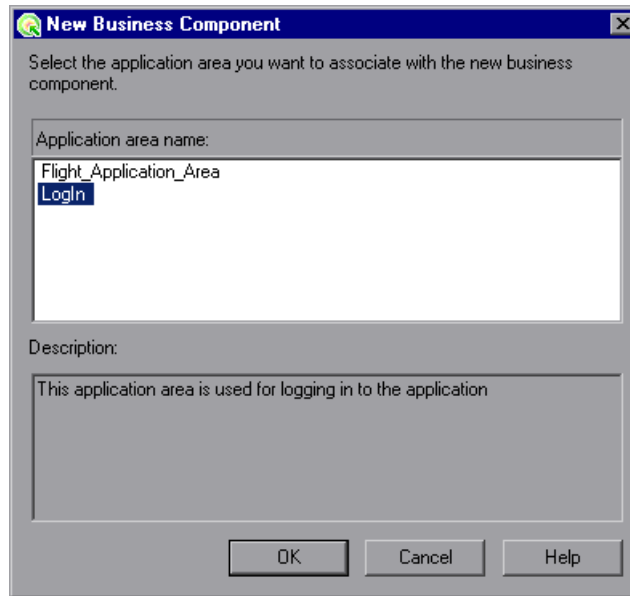 New Business Component
Select the application area you want to associate with the new business
component.
Application area name:
Flight_Application_Area
LogIn
Description:
This application area is used for logging in to the application
OK
Cancel
Help